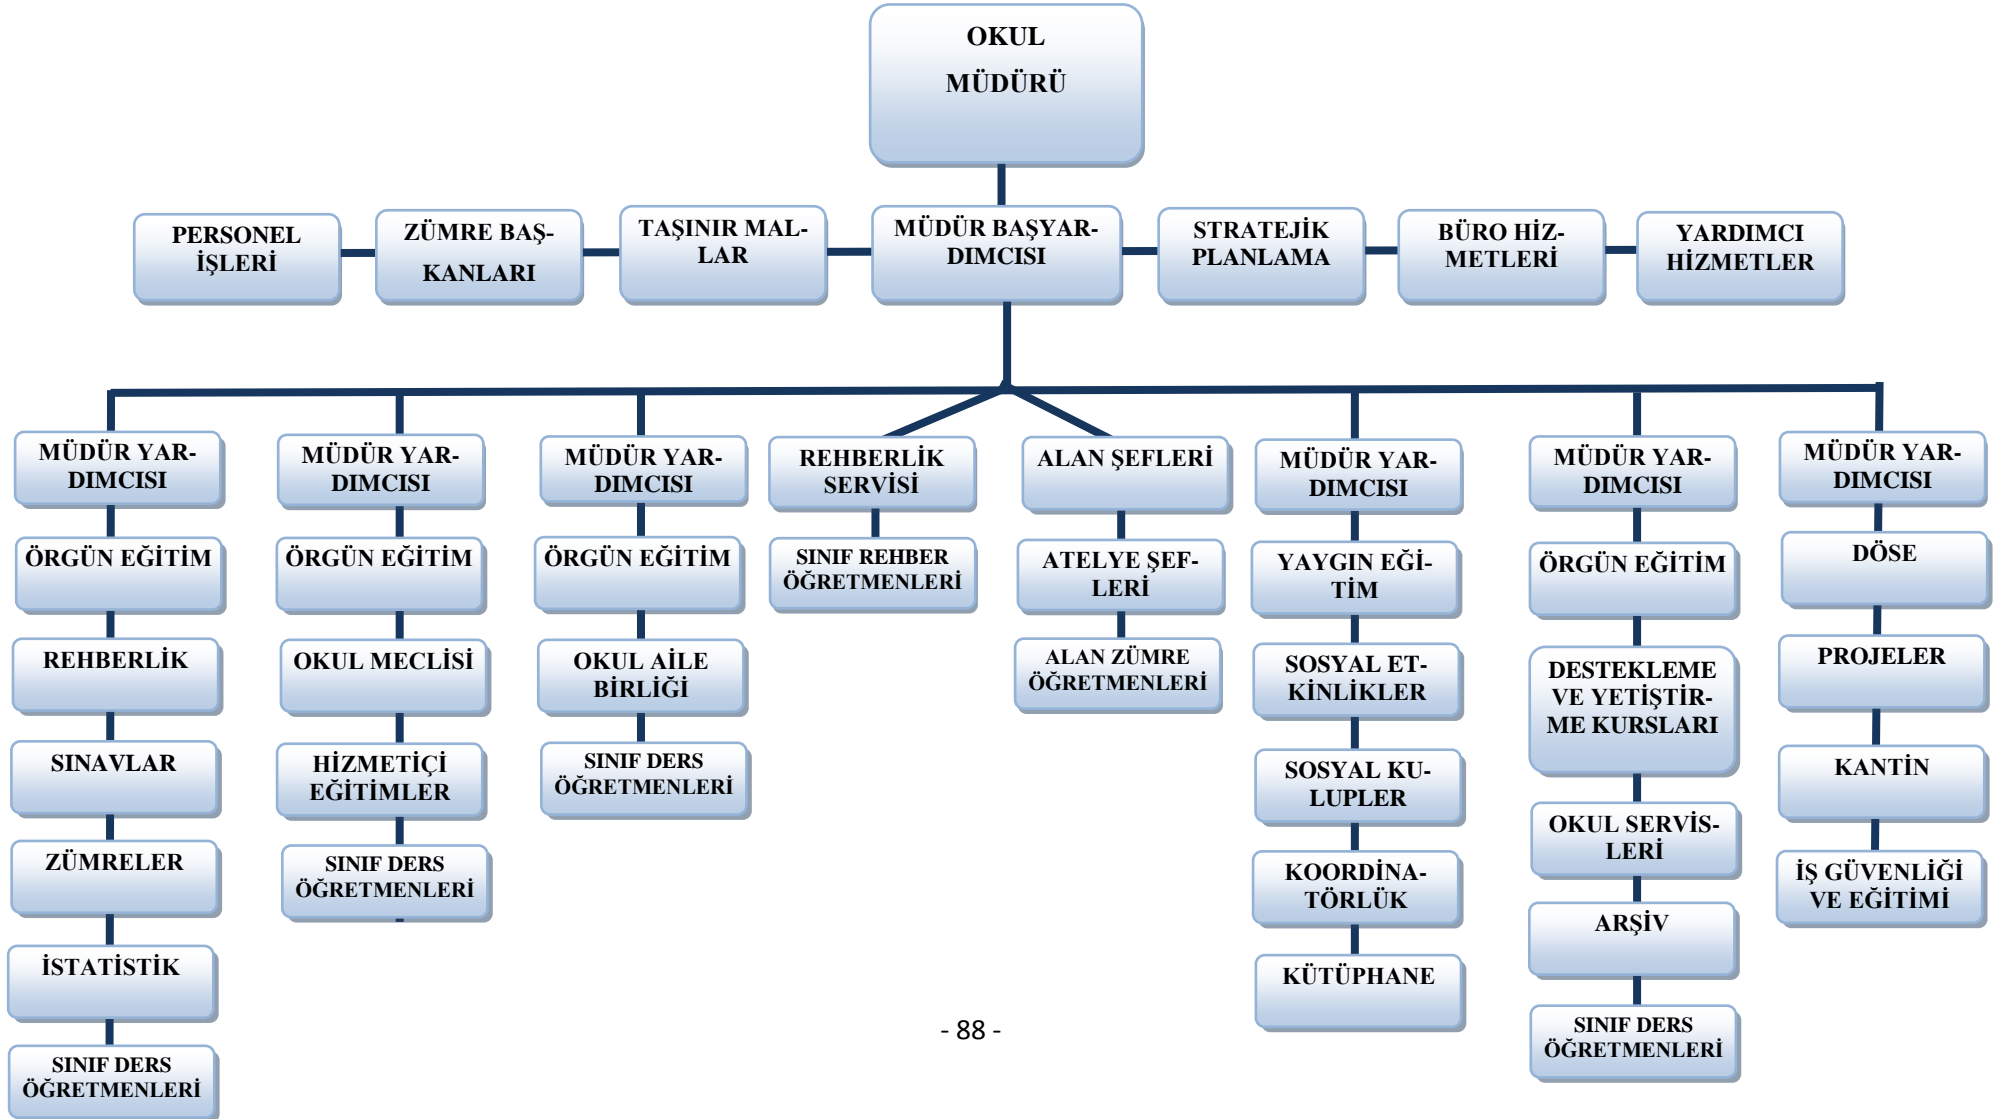 OKUL
MÜDÜRÜ
PERSONEL
İŞLERİ
ZÜMRE BAŞ-
KANLARI
TAŞINIR MAL-
LAR
MÜDÜR BAŞYAR-
DIMCISI
STRATEJİK
PLANLAMA
BÜRO HİZ-
METLERİ
YARDIMCI
HİZMETLER
MÜDÜR YAR-
DIMCISI
ÖRGÜN EĞİTİM
REHBERLİK
SINAVLAR
ZÜMRELER
İSTATİSTİK
SINIF DERS
ÖĞRETMENLERİ
MÜDÜR YAR-
DIMCISI
ÖRGÜN EĞİTİM
OKUL MECLİSİ
HİZMETİÇİ
EĞİTİMLER
SINIF DERS
ÖĞRETMENLERİ
MÜDÜR YAR-
DIMCISI
ÖRGÜN EĞİTİM
OKUL AİLE
BİRLİĞİ
SINIF DERS
ÖĞRETMENLERİ
REHBERLİK
SERVİSİ
SINIF REHBER
ÖĞRETMENLERİ
ALAN ŞEFLERİ
ATELYE ŞEF-
LERİ
ALAN ZÜMRE
ÖĞRETMENLERİ
MÜDÜR YAR-
DIMCISI
YAYGIN EĞİ-
TİM
SOSYAL ET-
KİNLİKLER
SOSYAL KU-
LUPLER
KOORDİNA-
TÖRLÜK
KÜTÜPHANE
MÜDÜR YAR-
DIMCISI
ÖRGÜN EĞİTİM
DESTEKLEME
VE YETİŞTİR-
ME KURSLARI
OKUL SERVİS-
LERİ
ARŞİV
SINIF DERS
ÖĞRETMENLERİ
MÜDÜR YAR-
DIMCISI
DÖSE
PROJELER
KANTİN
İŞ GÜVENLİĞİ
VE EĞİTİMİ
- 88 -